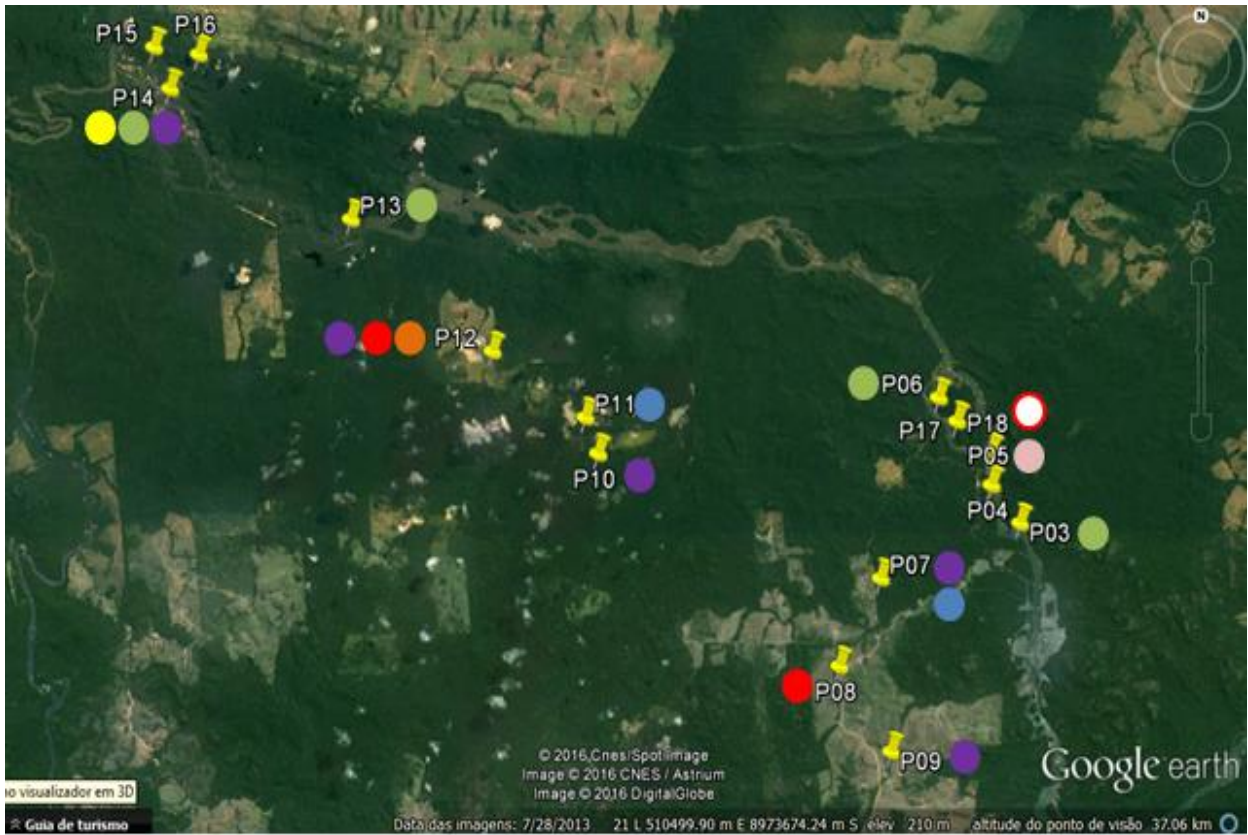 N
P15 P16
P14
P13
P12
P06
P11
P17 P18
P05
P10
P04 P03
P07
P08
P09
© 2016 Cnes/Spot Image
Image © 2016 CNES / Astrium
Image © 2016 DigitalGlobe
Google earth
no visualizador em 3D
Guia de turismo
Data das imagens: 7/28/2013 21 L 510499.90 m E 8973674.24 m S elev 210 m altitude do ponto de visão 37.06 km